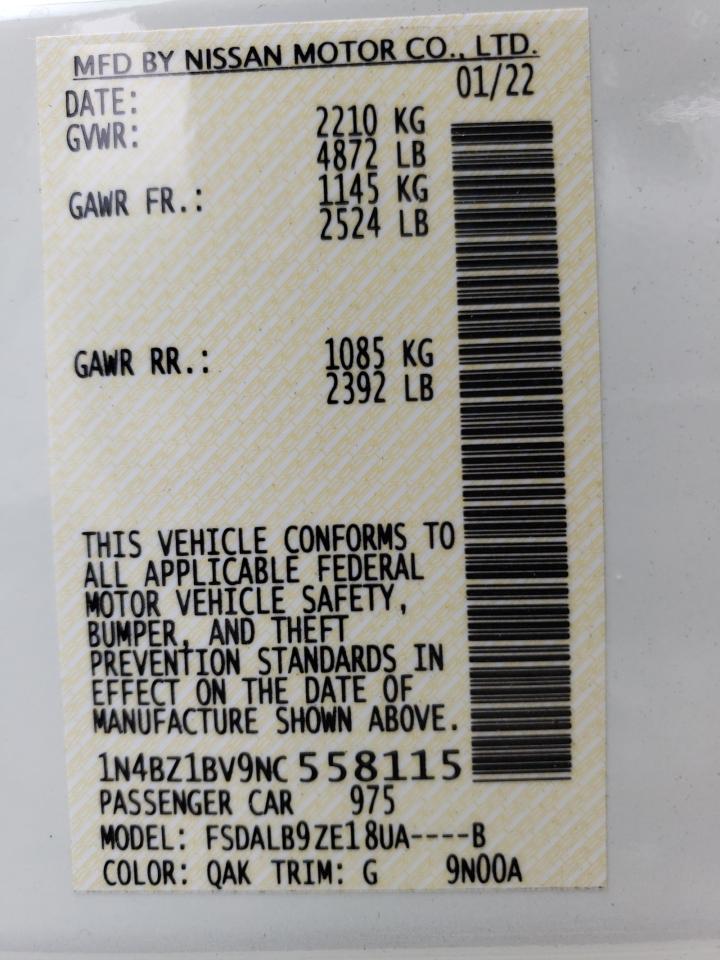 MFD BY NISSAN MOTOR CO., LTD.
DATE: 01/22
GVWR: 2210 KG
4872 LB
GAWR FR.: 1145 KG
2524 LB
GAWR RR.: 1085 KG
2392 LB
THIS VEHICLE CONFORMS TO
ALL APPLICABLE FEDERAL
MOTOR VEHICLE SAFETY,
BUMPER, AND THEFT
PREVENTION STANDARDS IN
EFFECT ON THE DATE OF
MANUFACTURE SHOWN ABOVE.
1N4BZ1BV9NC 558115
PASSENGER CAR 975
MODEL: FSDALB9ZE18UA----B
COLOR: QAK TRIM: G 9N00A